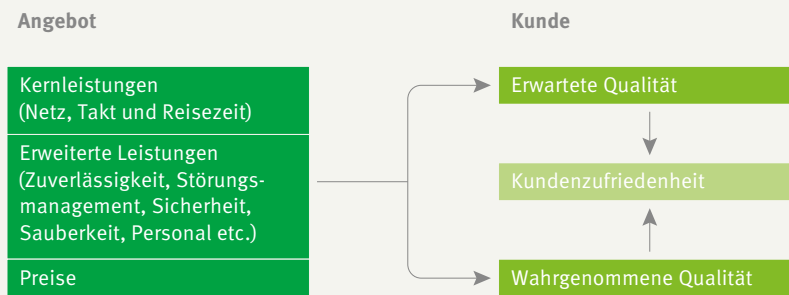 Angebot
Kernleistungen
(Netz, Takt und Reisezeit)
Erweiterte Leistungen
(Zuverlässigkeit, Störungs-
management, Sicherheit,
Sauberkeit, Personal etc.)
Preise
Kunde
Erwartete Qualität
Kundenzufriedenheit
Wahrgenommene Qualität